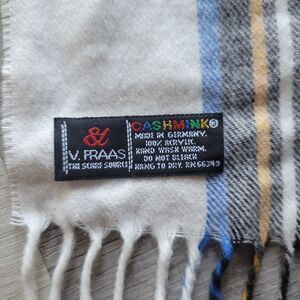 V. FRAAS
THE SCARF SOURCE
CASHMINK®
MADE IN GERMANY.
100% ACRYLIC.
HAND WASH WARM.
DO NOT BLEACH
HANG TO DRY. RN66349